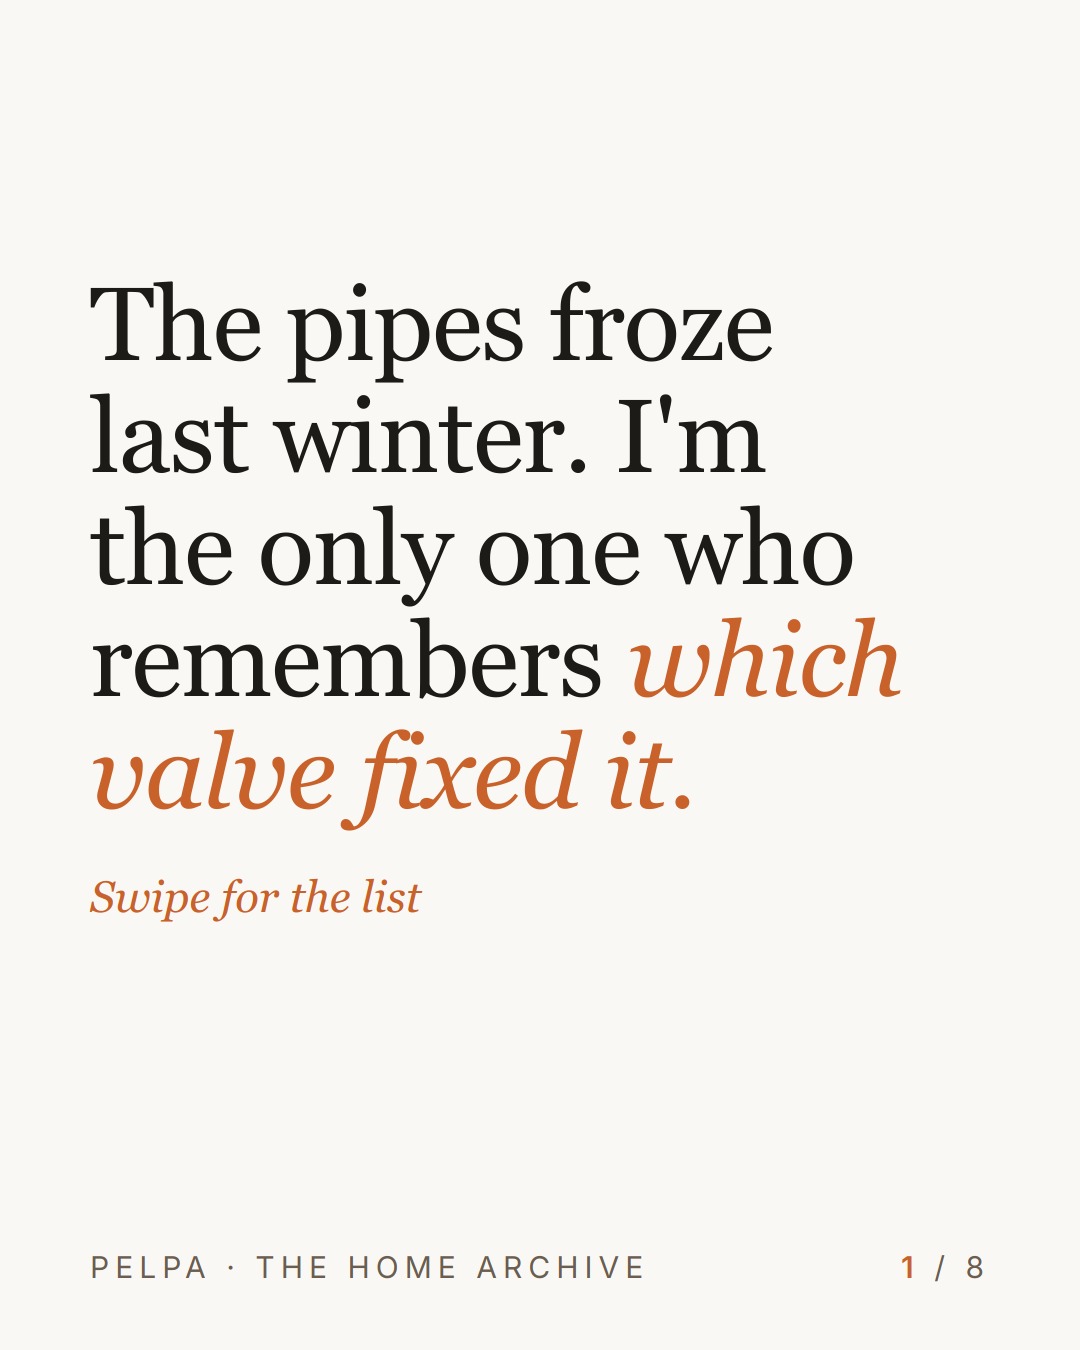 The pipes froze
last winter. I'm
the only one who
remembers which
valve fixed it.
Swipe for the list
PELPA · THE HOME ARCHIVE
1 / 8